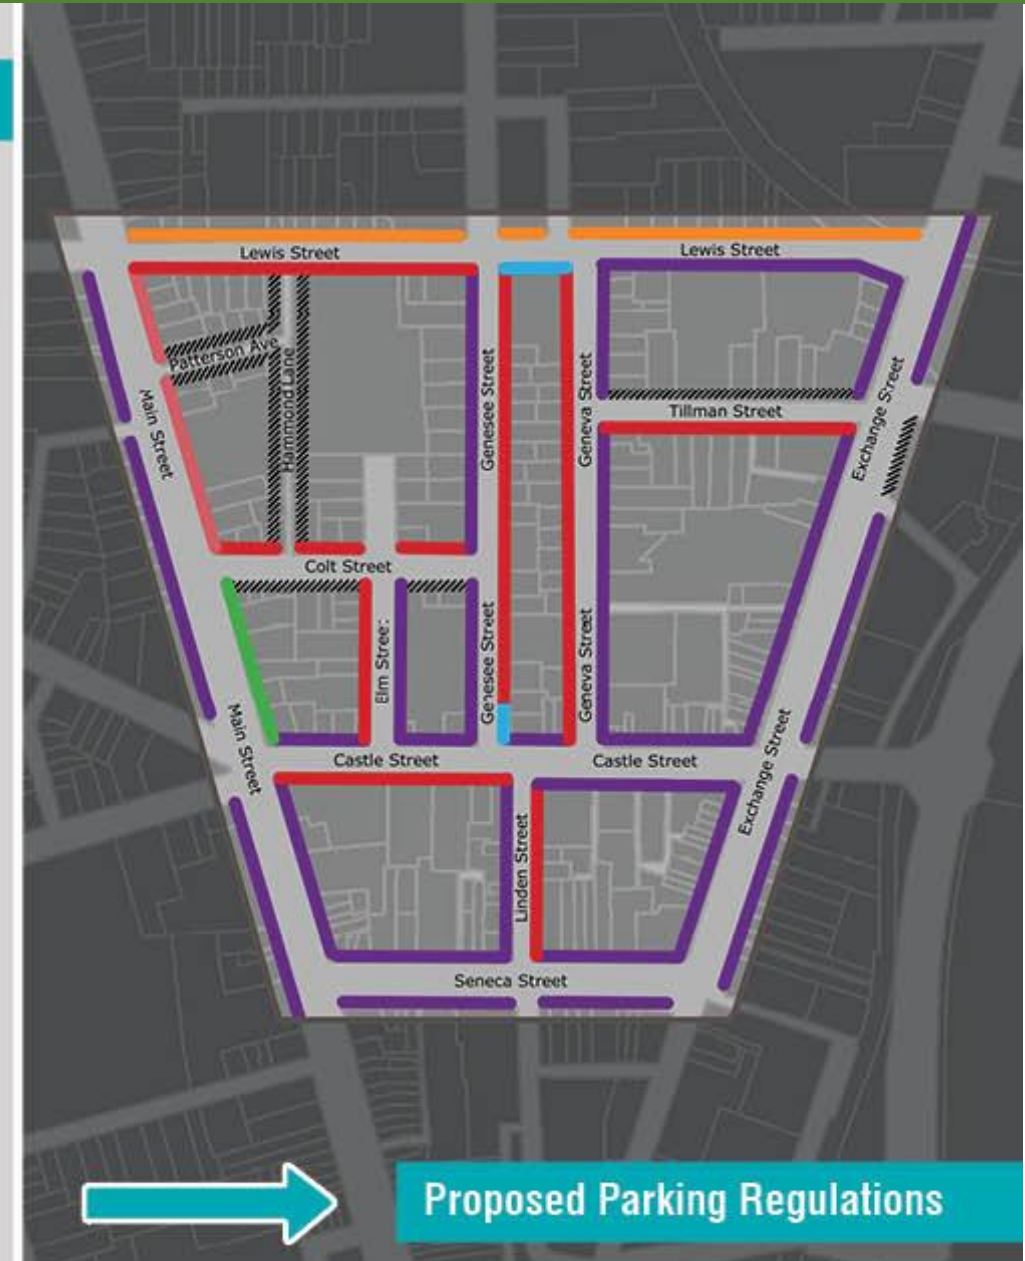 Lewis Street
Lewis Street
Patterson Ave
Hammond Lane
Main Street
Genesee Street
Geneva Street
Tillman Street
Exchange Street
Colt Street
Elm Stree:
Genesee Street
Geneva Street
Main Street
Castle Street
Castle Street
Exchange Street
Linden Street
Seneca Street
Proposed Parking Regulations